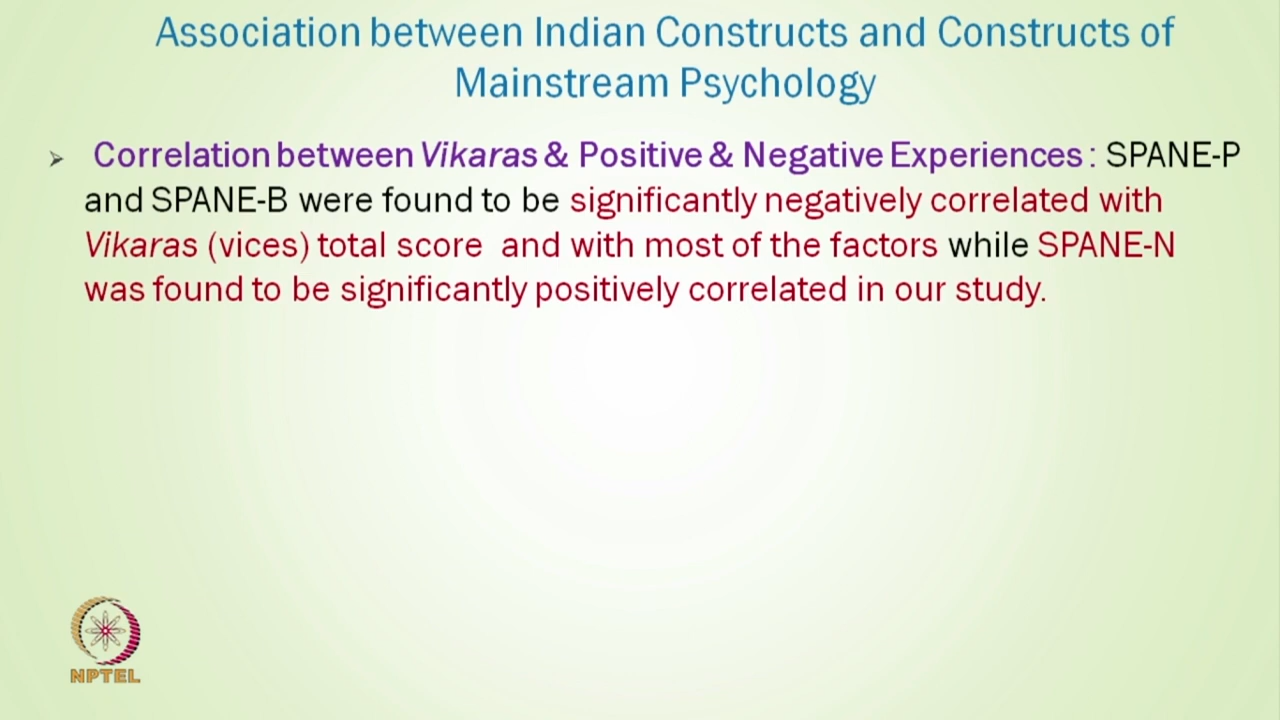 Association between Indian Constructs and Constructs of
Mainstream Psychology
➢ Correlation between Vikaras & Positive & Negative Experiences : SPANE-P
and SPANE-B were found to be significantly negatively correlated with
Vikaras (vices) total score and with most of the factors while SPANE-N
was found to be significantly positively correlated in our study.
NPTEL